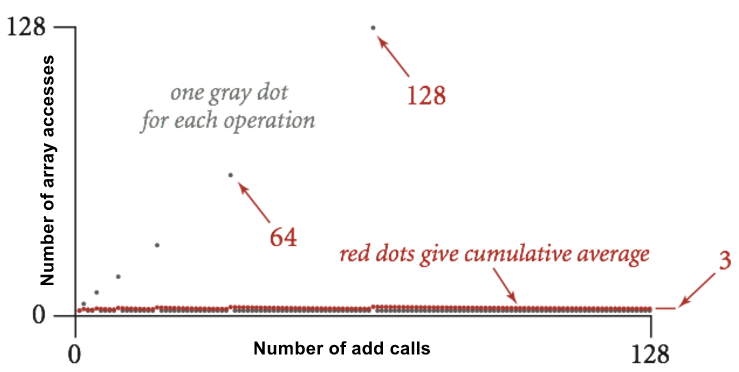 128
Number of array accesses
one gray dot
for each operation
128
64
red dots give cumulative average
3
0
0
Number of add calls
128